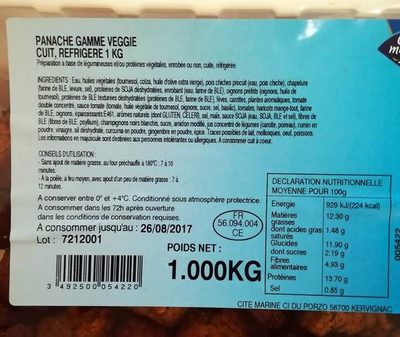 PANACHE GAMME VEGGIE
CUIT, REFRIGERE 1 KG
Préparation à base de légumineuses et/ou protéines végétales, enrobée ou non, cuite, réfrigérée.
INGREDIENTS : Eau, huiles végétales (tournesol, colza, huile d'olive extra vierge), pois chiches précuit (eau, pois chiche), chapelure
(farine de BLE, levure, sel), protéines de SOJA déshydratées, enrobant (eau, farine de BLE), oignons préfrits (oignons, huile de
tournesol), protéines de BLE texturées déshydratées (protéines de BLE, farine de BLE), fèves, carottes, plantes aromatiques, tomate
double concentrée, sauce tomate (tomate, huile végétale de tournesol, oignons, sucre, sel, basilic), haricots mange-tout, farine
de BLE, oignons, épaississants:E461, arômes naturels (dont GLUTEN, CELERI), sel, maïs, sauce SOJA (eau, SOJA, BLE et sel), fibres de
blé (fibres de BLE, psyllium), champignons noirs blanchis, sucre, amidon modifié, jus concentré de légumes (carotte, poireau), cumin en
poudre, vinaigre, ail déshydraté, curcuma en poudre, gingembre en poudre, épice. Traces possibles de lait, mollusques, oeuf, poissons
Les informations en majuscule sont destinées aux personnes intolérantes ou allergiques. A consommer cuit à coeur.
CONSEILS D'UTILISATION :
- Sans ajout de matière grasse, au four préchauffé à 180°C : 7 à 10
minutes.
- A la poêle, à feu moyen, avec ajout d'un peu de matière grasse : 7 à
12 minutes.
A conserver entre 0° et +4°C. Conditionné sous atmosphère protectrice.
A consommer dans les 72h après ouverture
dans les conditions de conservation requises.
A consommer jusqu'au : 26/08/2017
Lot : 7212001
FR
56.094.004
CE
POIDS NET :
1.000KG
3 492500 054220
DECLARATION NUTRITIONNELLE
MOYENNE POUR 100g
Energie 929 kJ/(224 kcal)
Matières grasses 12.30 g
dont acides gras saturés 1.48 g
Glucides 11.90 g
dont sucres 2.19 g
Fibres alimentaires 4.93 g
Protéines 13.70 g
Sel 0.85 g
005422
CITE MARINE CI DU PORZO 56700 KERVIGNAC